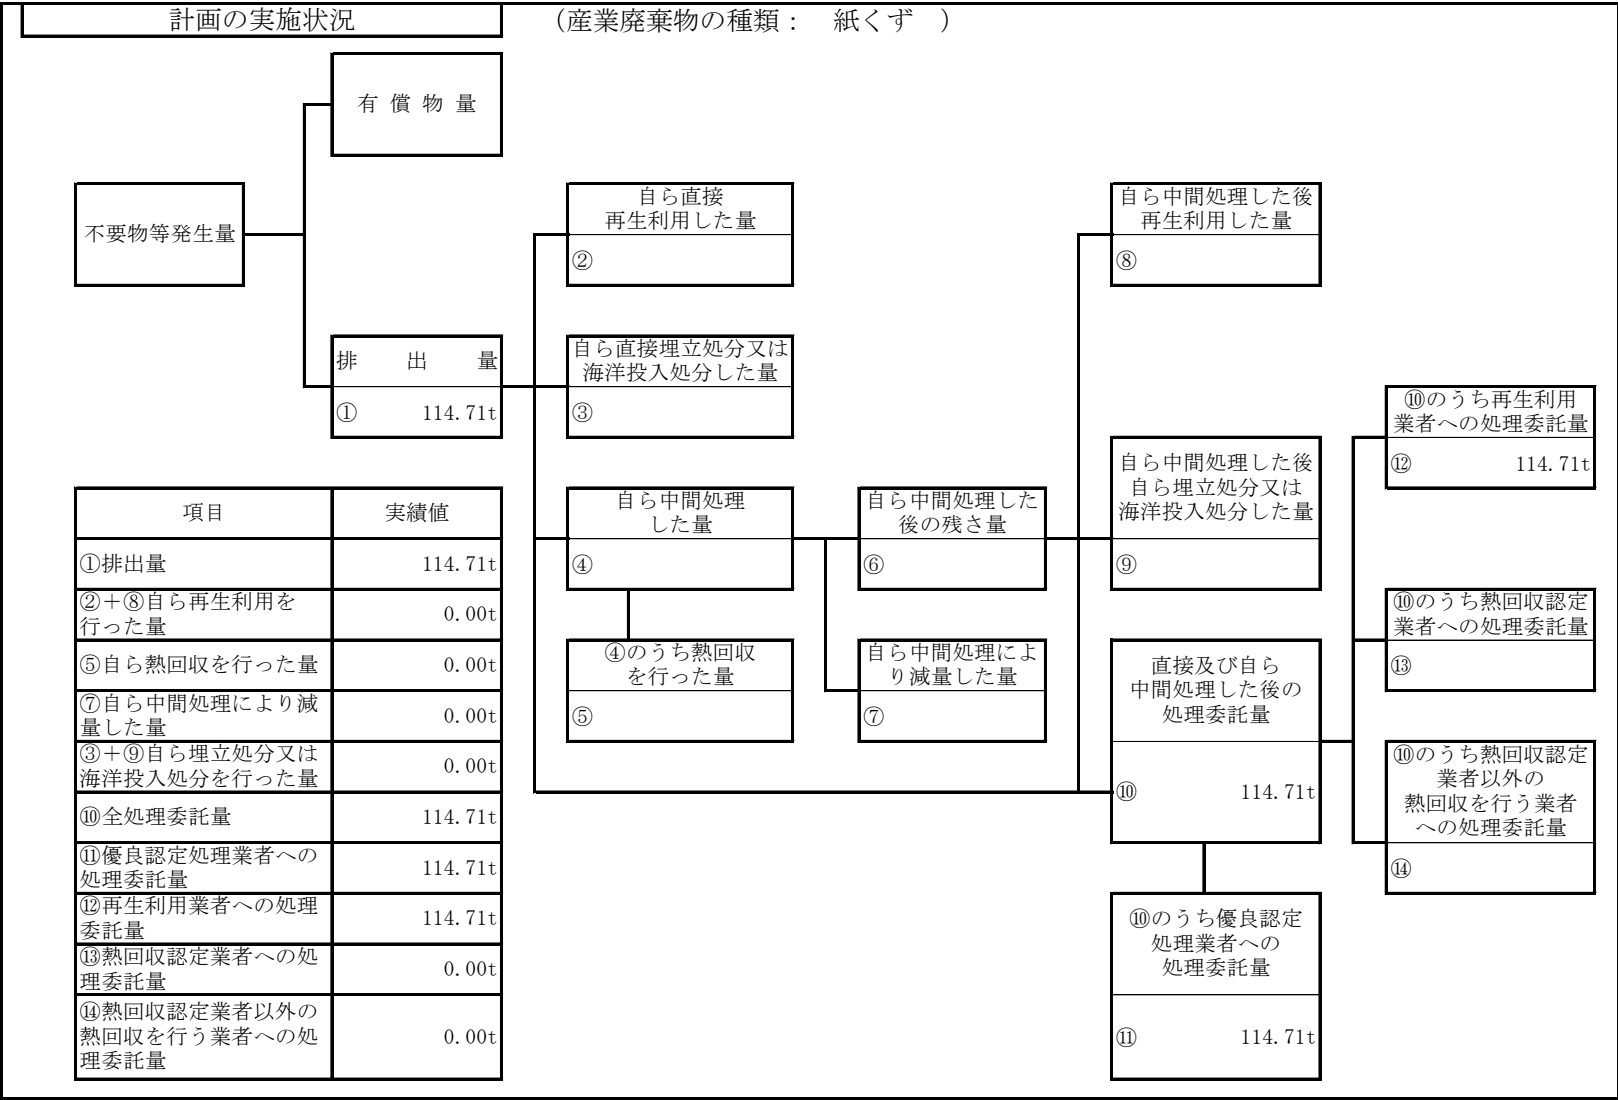 計画の実施状況
（産業廃棄物の種類： 紙くず ）
有 償 物 量
不要物等発生量
自ら直接
再生利用した量
②
自ら中間処理した後
再生利用した量
⑧
排 出 量
① 114.71t
自ら直接埋立処分又は
海洋投入処分した量
③
⑩のうち再生利用
業者への処理委託量
⑫ 114.71t
自ら中間処理した後
自ら埋立処分又は
海洋投入処分した量
⑨
自ら中間処理
した量
④
自ら中間処理した
後の残さ量
⑥
⑩のうち熱回収認定
業者への処理委託量
⑬
④のうち熱回収
を行った量
⑤
自ら中間処理によ
り減量した量
⑦
直接及び自ら
中間処理した後の
処理委託量
⑩ 114.71t
⑩のうち熱回収認定
業者以外の
熱回収を行う業者
への処理委託量
⑭
⑩のうち優良認定
処理業者への
処理委託量
⑪ 114.71t
項目 実績値
①排出量 114.71t
②＋⑧自ら再生利用を
行った量 0.00t
⑤自ら熱回収を行った量 0.00t
⑦自ら中間処理により減
量した量 0.00t
③＋⑨自ら埋立処分又は
海洋投入処分を行った量 0.00t
⑩全処理委託量 114.71t
⑪優良認定処理業者への
処理委託量 114.71t
⑫再生利用業者への処理
委託量 114.71t
⑬熱回収認定業者への処
理委託量 0.00t
⑭熱回収認定業者以外の
熱回収を行う業者への処
理委託量 0.00t